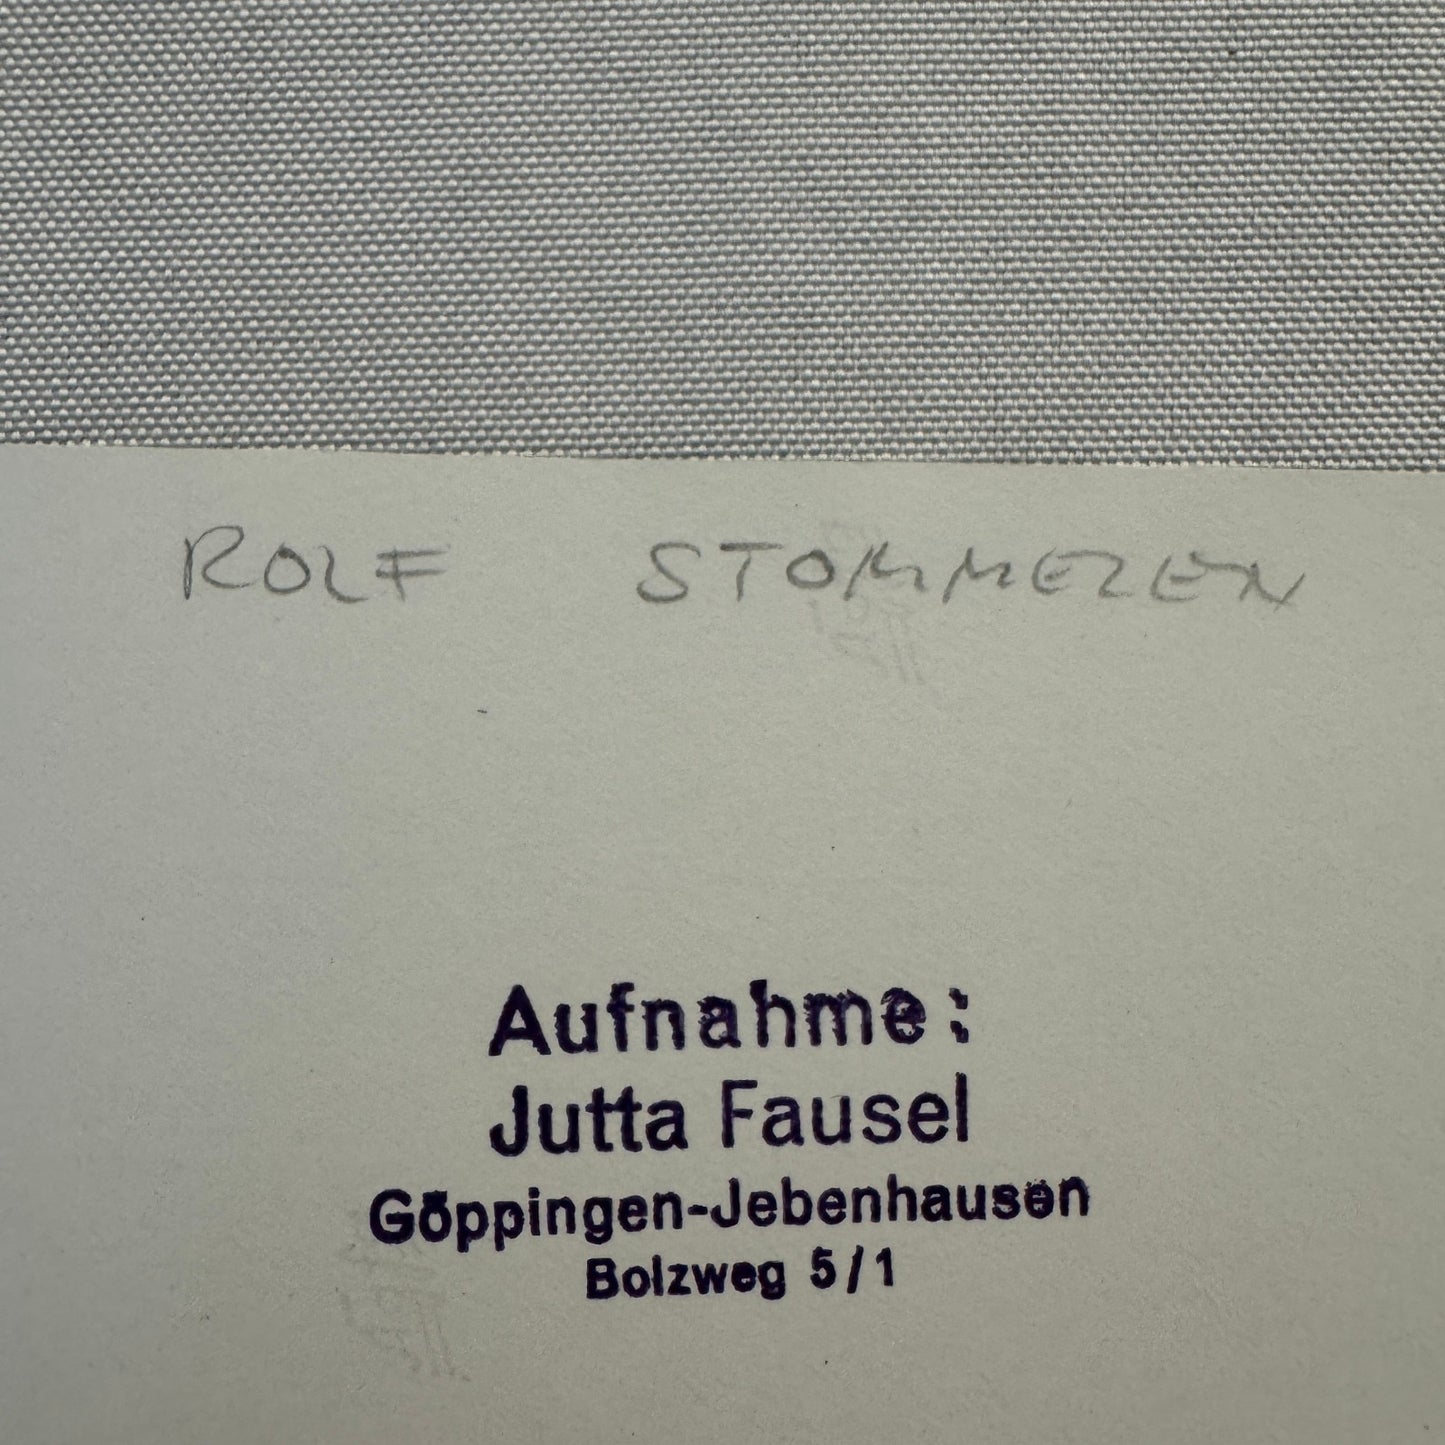 ROLF STOMMELEN
Aufnahme:
Jutta Fausel
Göppingen-Jebenhausen
Bolzweg 5/1